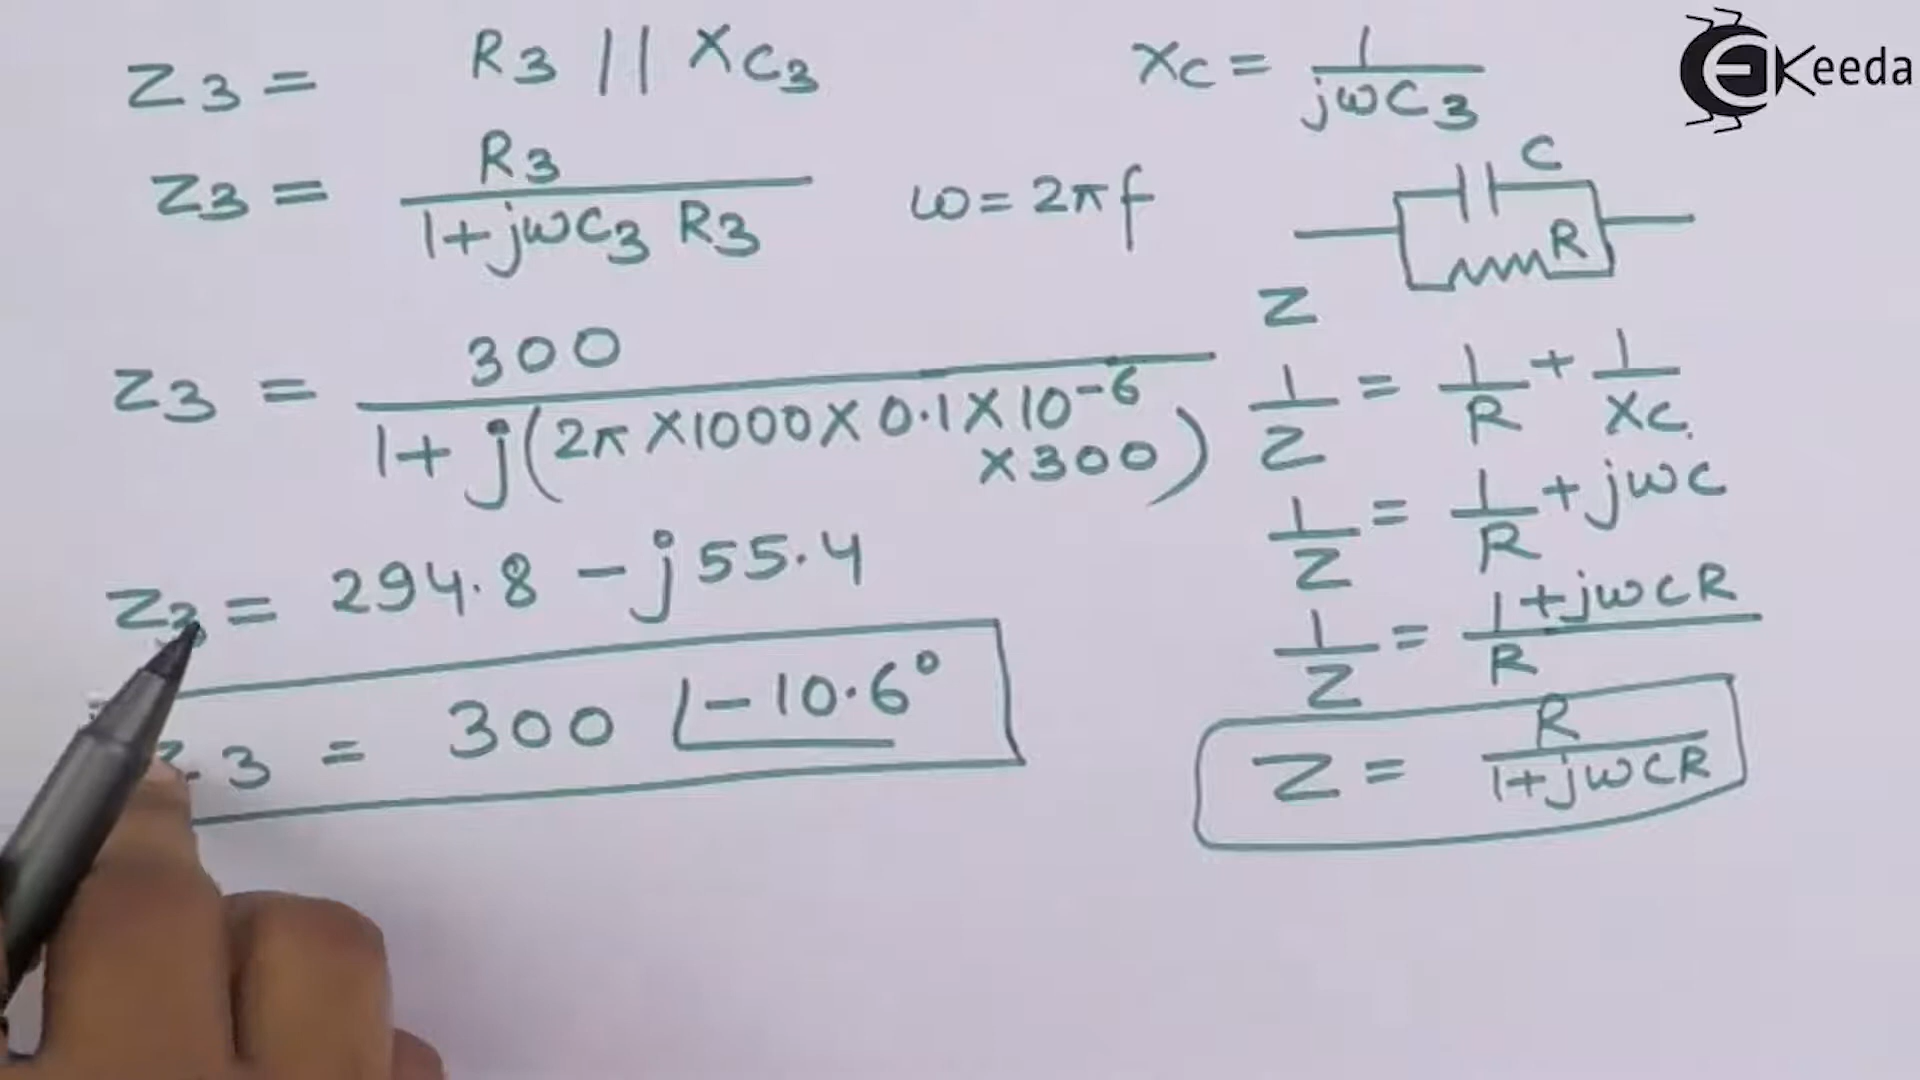 Z3 = R3 || XC3
Z3 = R3 / 1+jωC3 R3
ω = 2πf
Z3 = 300 / 1+j(2π×1000×0.1×10^-6 ×300)
Z3 = 294.8 - j55.4
3 = 300 ∠-10.6°
XC = 1 / jωC3
C
R
Z
1/Z = 1/R + 1/XC.
1/Z = 1/R + jωC
1/Z = 1+jωCR / R
Z = R / 1+jωCR
EKeeda